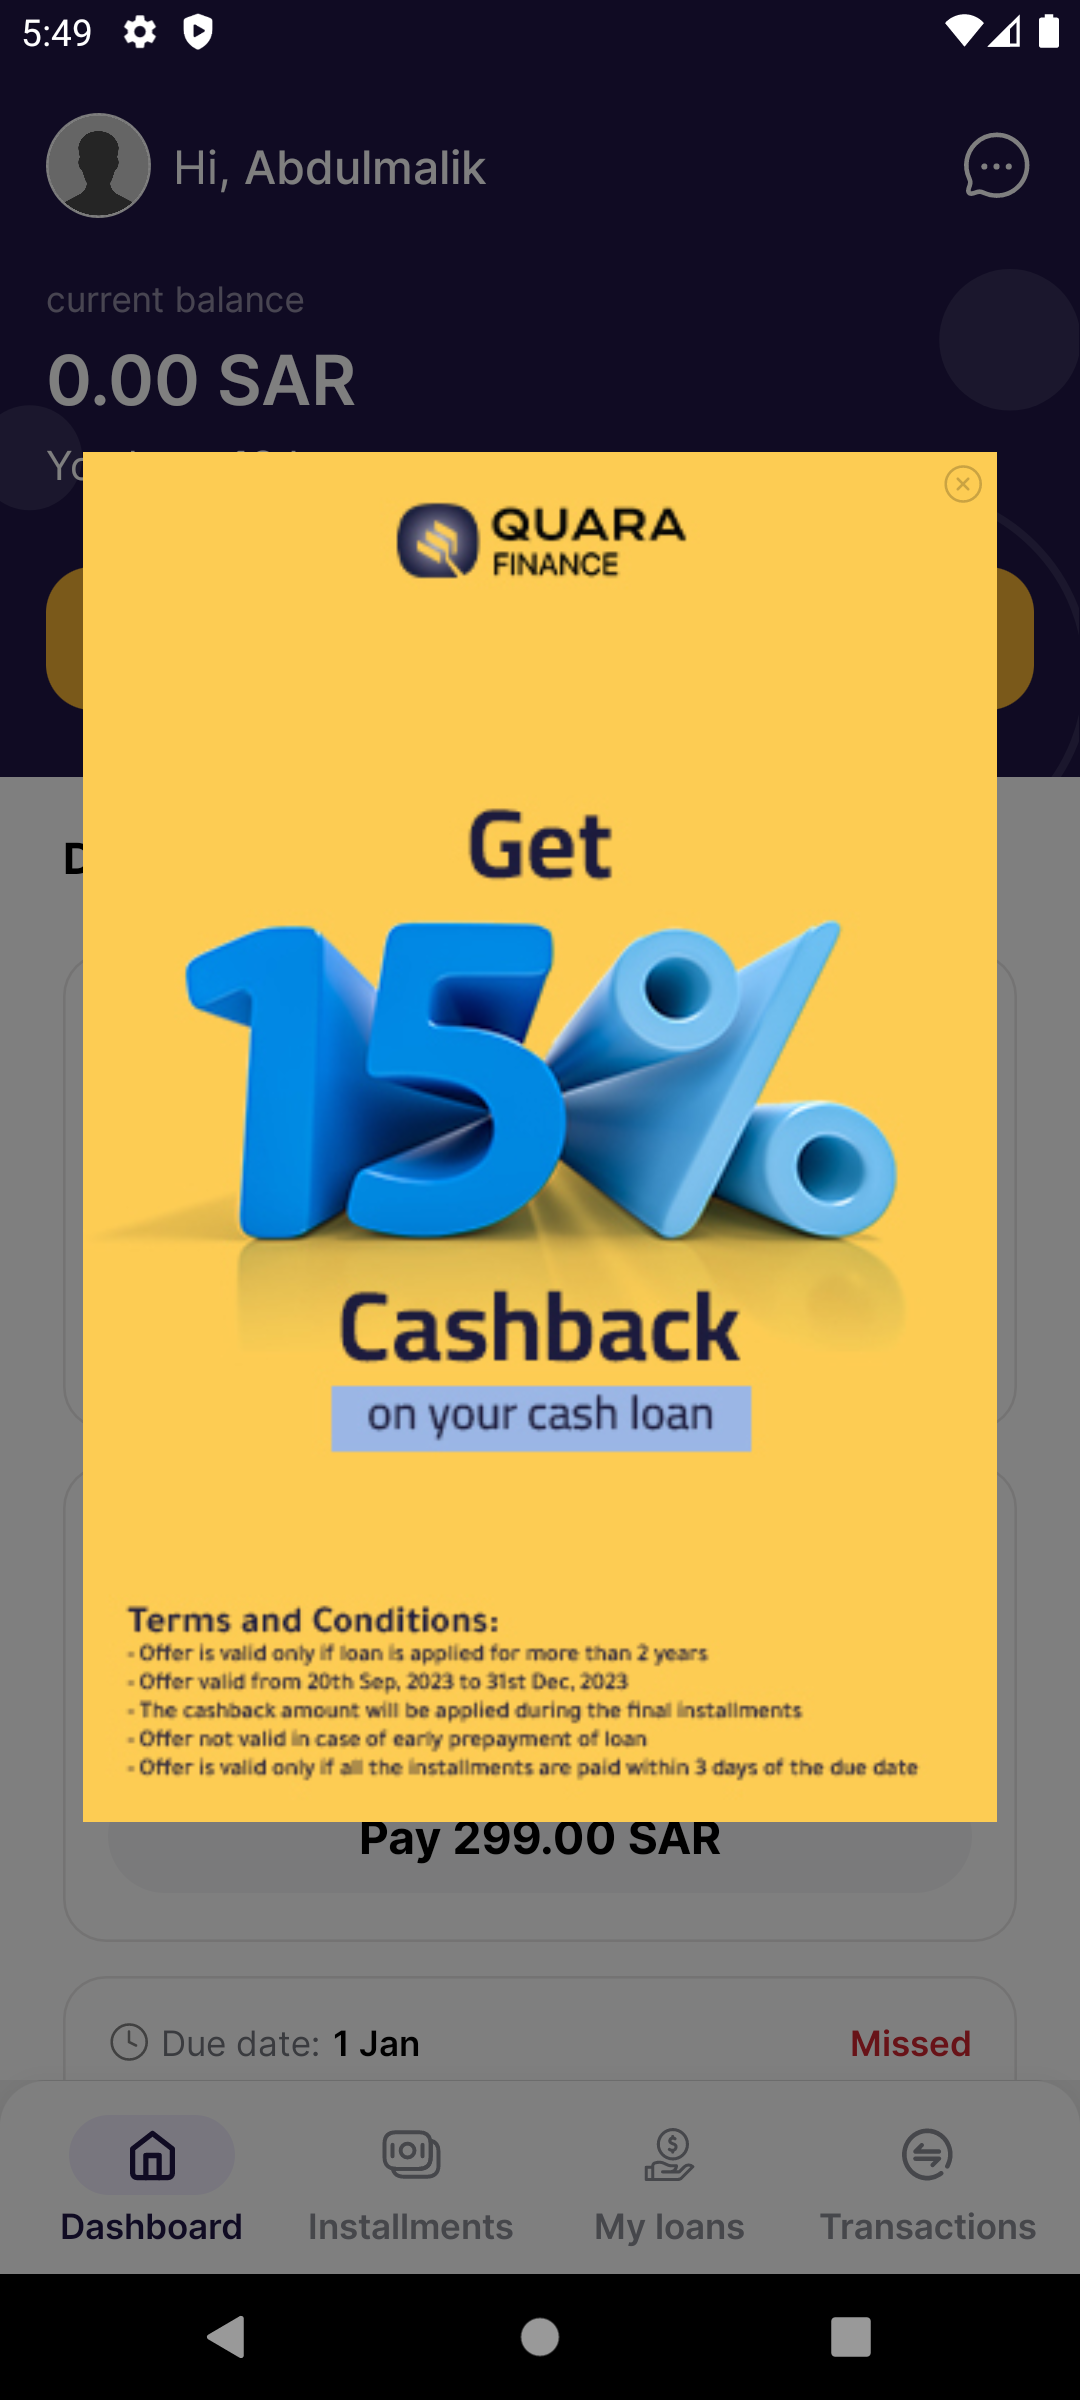 5:49
Hi, Abdulmalik
current balance
0.00 SAR
QUARA
FINANCE
Get
15%
Cashback
on your cash loan
Terms and Conditions:
- Offer is valid only if loan is applied for more than 2 years
- Offer valid from 20th Sep, 2023 to 31st Dec, 2023
- The cashback amount will be applied during the final installments
- Offer not valid in case of early prepayment of loan
- Offer is valid only if all the installments are paid within 3 days of the due date
Pay 299.00 SAR
Due date: 1 Jan Missed
Dashboard Installments My loans Transactions